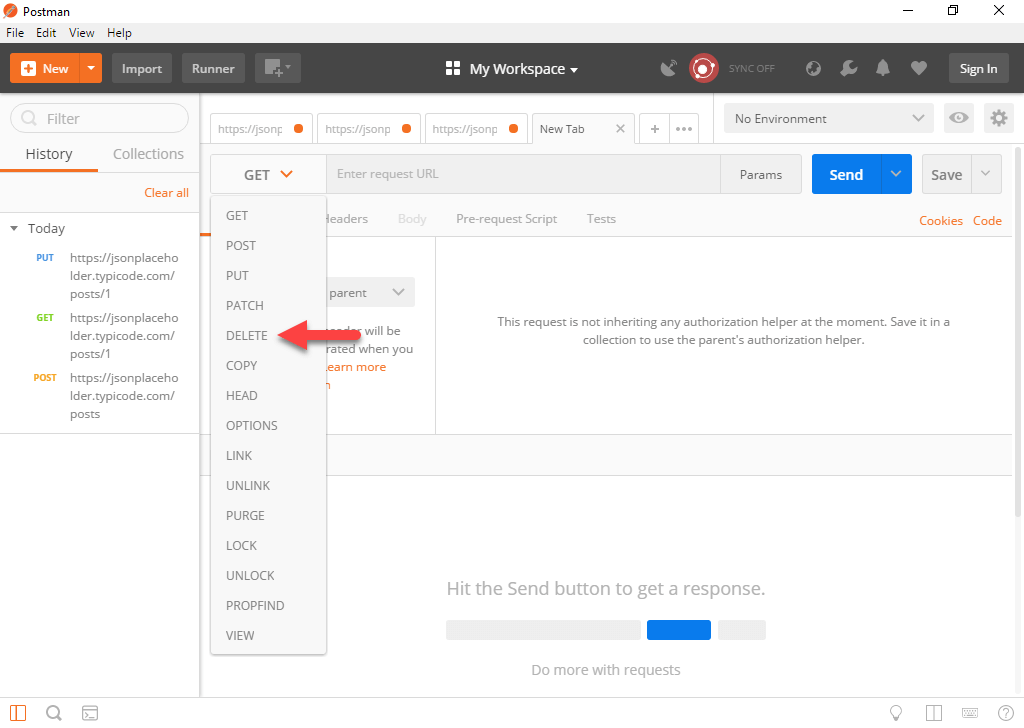 Postman
File Edit View Help
New Import Runner My Workspace SYNC OFF Sign In
Filter
History Collections
Clear all
Today
PUT https://jsonplaceho
lder.typicode.com/
posts/1
GET https://jsonplaceho
lder.typicode.com/
posts/1
POST https://jsonplaceho
lder.typicode.com/
posts
https://jsonp https://jsonp https://jsonp New Tab No Environment
GET Enter request URL Params Send Save
Headers Body Pre-request Script Tests Cookies Code
GET
POST
PUT
PATCH
DELETE
COPY
HEAD
OPTIONS
LINK
UNLINK
PURGE
LOCK
UNLOCK
PROPFIND
VIEW
parent
will be
rated when you
earn more
This request is not inheriting any authorization helper at the moment. Save it in a
collection to use the parent's authorization helper.
Hit the Send button to get a response.
Do more with requests